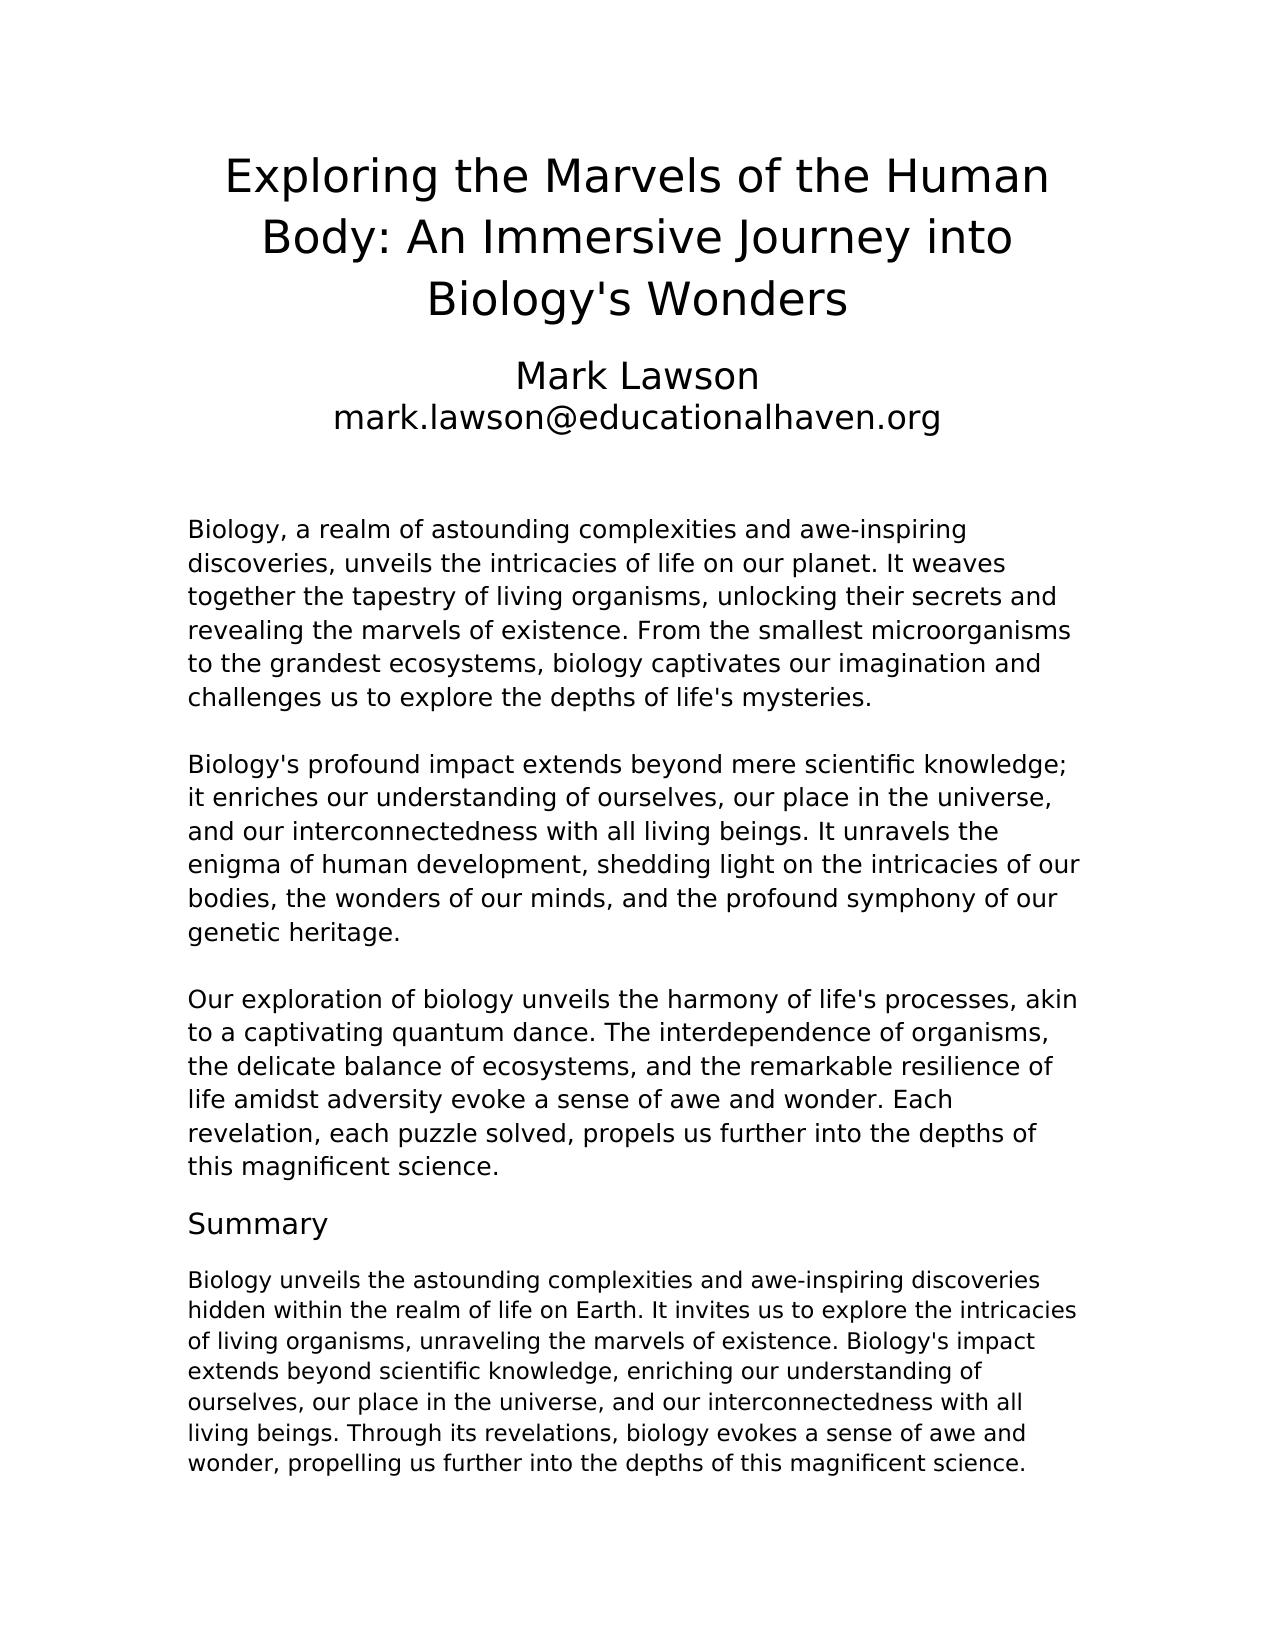 Exploring the Marvels of the Human
Body: An Immersive Journey into
Biology's Wonders
Mark Lawson
mark.lawson@educationalhaven.org
Biology, a realm of astounding complexities and awe-inspiring
discoveries, unveils the intricacies of life on our planet. It weaves
together the tapestry of living organisms, unlocking their secrets and
revealing the marvels of existence. From the smallest microorganisms
to the grandest ecosystems, biology captivates our imagination and
challenges us to explore the depths of life's mysteries.
Biology's profound impact extends beyond mere scientific knowledge;
it enriches our understanding of ourselves, our place in the universe,
and our interconnectedness with all living beings. It unravels the
enigma of human development, shedding light on the intricacies of our
bodies, the wonders of our minds, and the profound symphony of our
genetic heritage.
Our exploration of biology unveils the harmony of life's processes, akin
to a captivating quantum dance. The interdependence of organisms,
the delicate balance of ecosystems, and the remarkable resilience of
life amidst adversity evoke a sense of awe and wonder. Each
revelation, each puzzle solved, propels us further into the depths of
this magnificent science.
Summary
Biology unveils the astounding complexities and awe-inspiring discoveries
hidden within the realm of life on Earth. It invites us to explore the intricacies
of living organisms, unraveling the marvels of existence. Biology's impact
extends beyond scientific knowledge, enriching our understanding of
ourselves, our place in the universe, and our interconnectedness with all
living beings. Through its revelations, biology evokes a sense of awe and
wonder, propelling us further into the depths of this magnificent science.